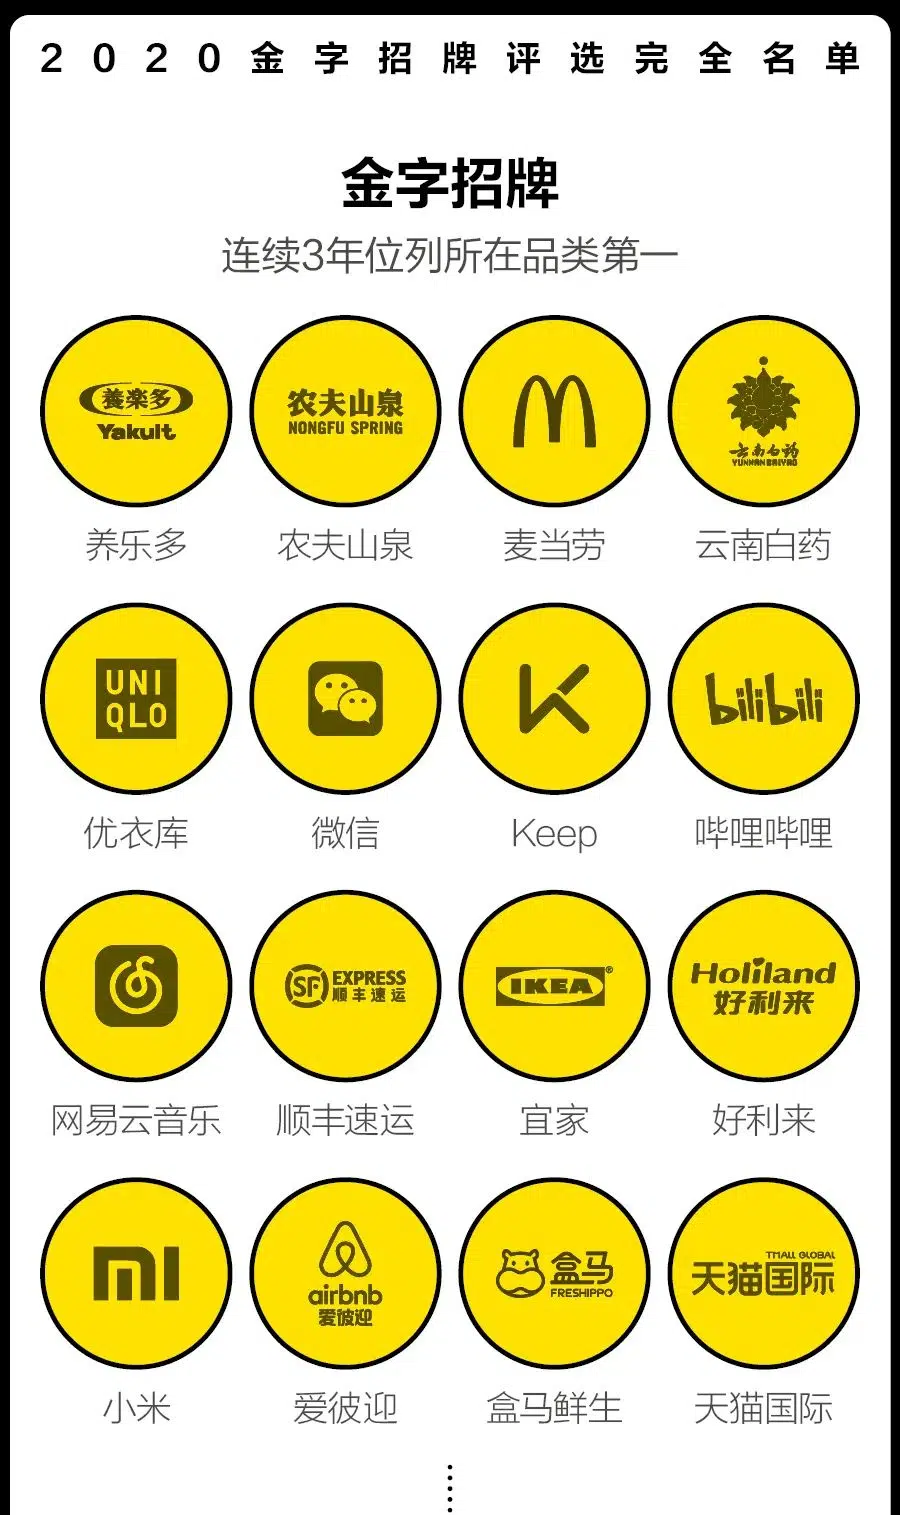 2020金字招牌评选完全名单
金字招牌
连续3年位列所在品类第一
養楽多
Yakult
农夫山泉
NONGFU SPRING
云南白药
YUNNAN BAIYAO
养乐多 农夫山泉 麦当劳 云南白药
UNI
QLO
bilibili
优衣库 微信 Keep 哔哩哔哩
SF EXPRESS
顺丰速运
IKEA®
Holiland
好利来
网易云音乐 顺丰速运 宜家 好利来
mi
airbnb
爱彼迎
盒马
FRESHIPPO
TMALL GLOBAL
天猫国际
小米 爱彼迎 盒马鲜生 天猫国际